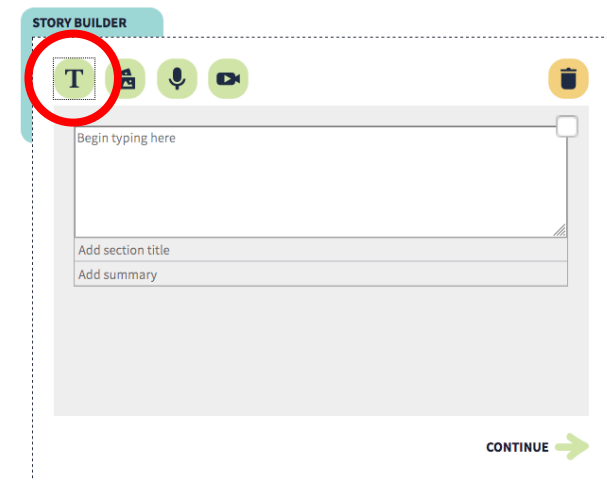 STORY BUILDER
T
Begin typing here
Add section title
Add summary
CONTINUE